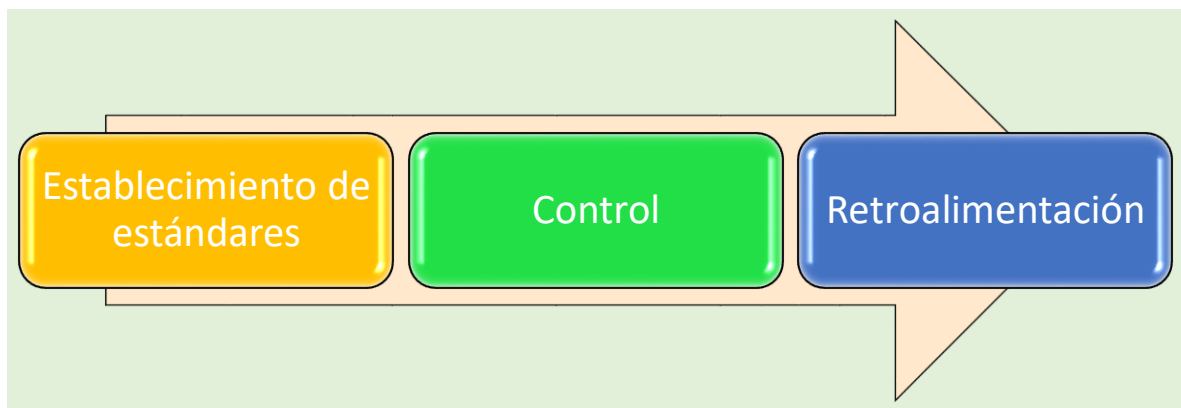 Establecimiento de
estándares
Control
Retroalimentación